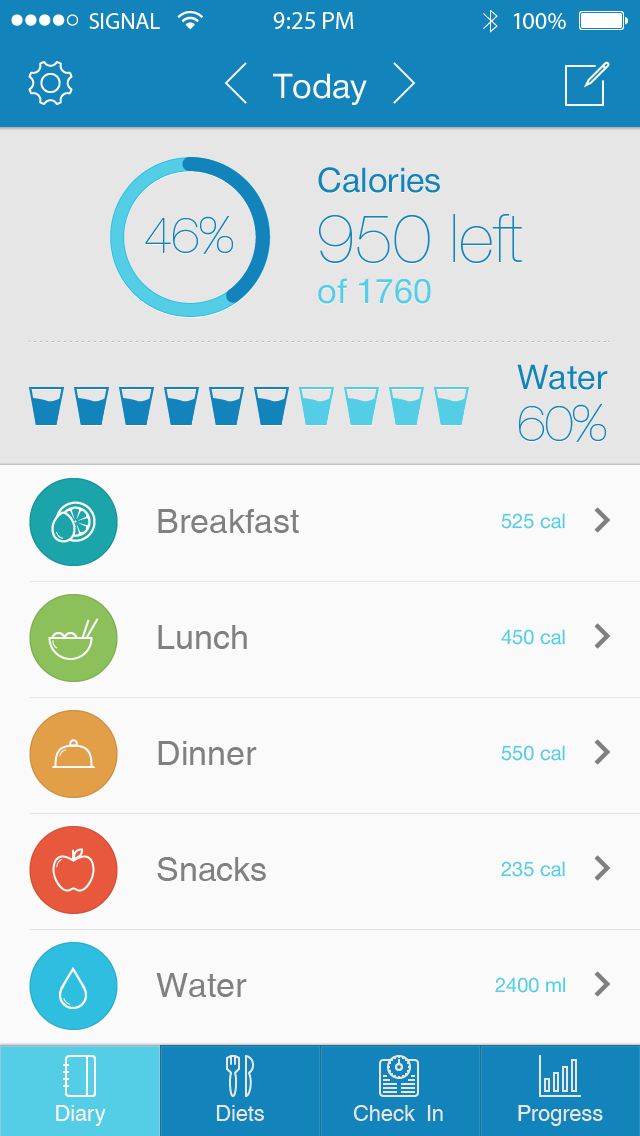 SIGNAL 9:25 PM 100%
Today
46%
Calories
950 left
of 1760
Water
60%
Breakfast 525 cal
Lunch 450 cal
Dinner 550 cal
Snacks 235 cal
Water 2400 ml
Diary Diets Check In Progress